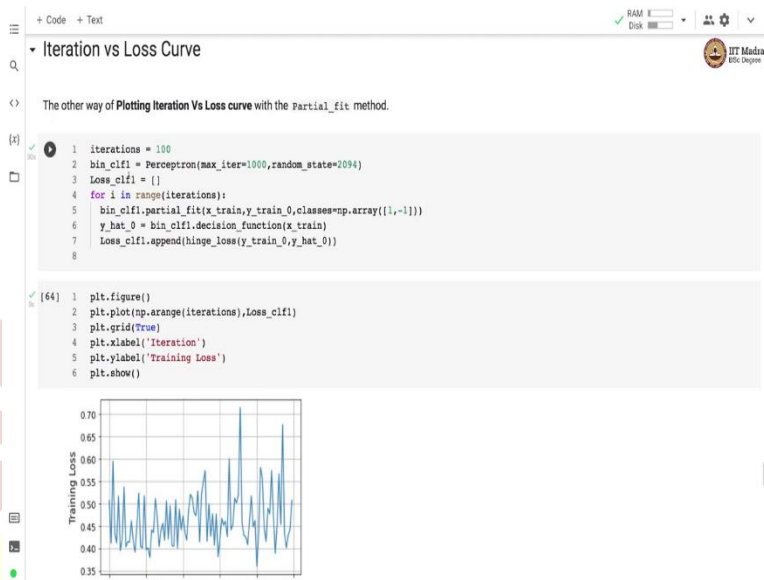 + Code + Text
RAM
Disk
Iteration vs Loss Curve
IIT Madra
BSc Degree
The other way of Plotting Iteration Vs Loss curve with the Partial_fit method.
{x}
1 iterations = 100
2 bin_clf1 = Perceptron(max_iter=1000,random_state=2094)
3 Loss_clf1 = []
4 for i in range(iterations):
5 bin_clf1.partial_fit(x_train,y_train_0,classes=np.array([1,-1]))
6 y_hat_0 = bin_clf1.decision_function(x_train)
7 Loss_clf1.append(hinge_loss(y_train_0,y_hat_0))
8
[64] 1 plt.figure()
2 plt.plot(np.arange(iterations),Loss_clf1)
3 plt.grid(True)
4 plt.xlabel('Iteration')
5 plt.ylabel('Training Loss')
6 plt.show()
Training Loss
0.70
0.65
0.60
0.55
0.50
0.45
0.40
0.35